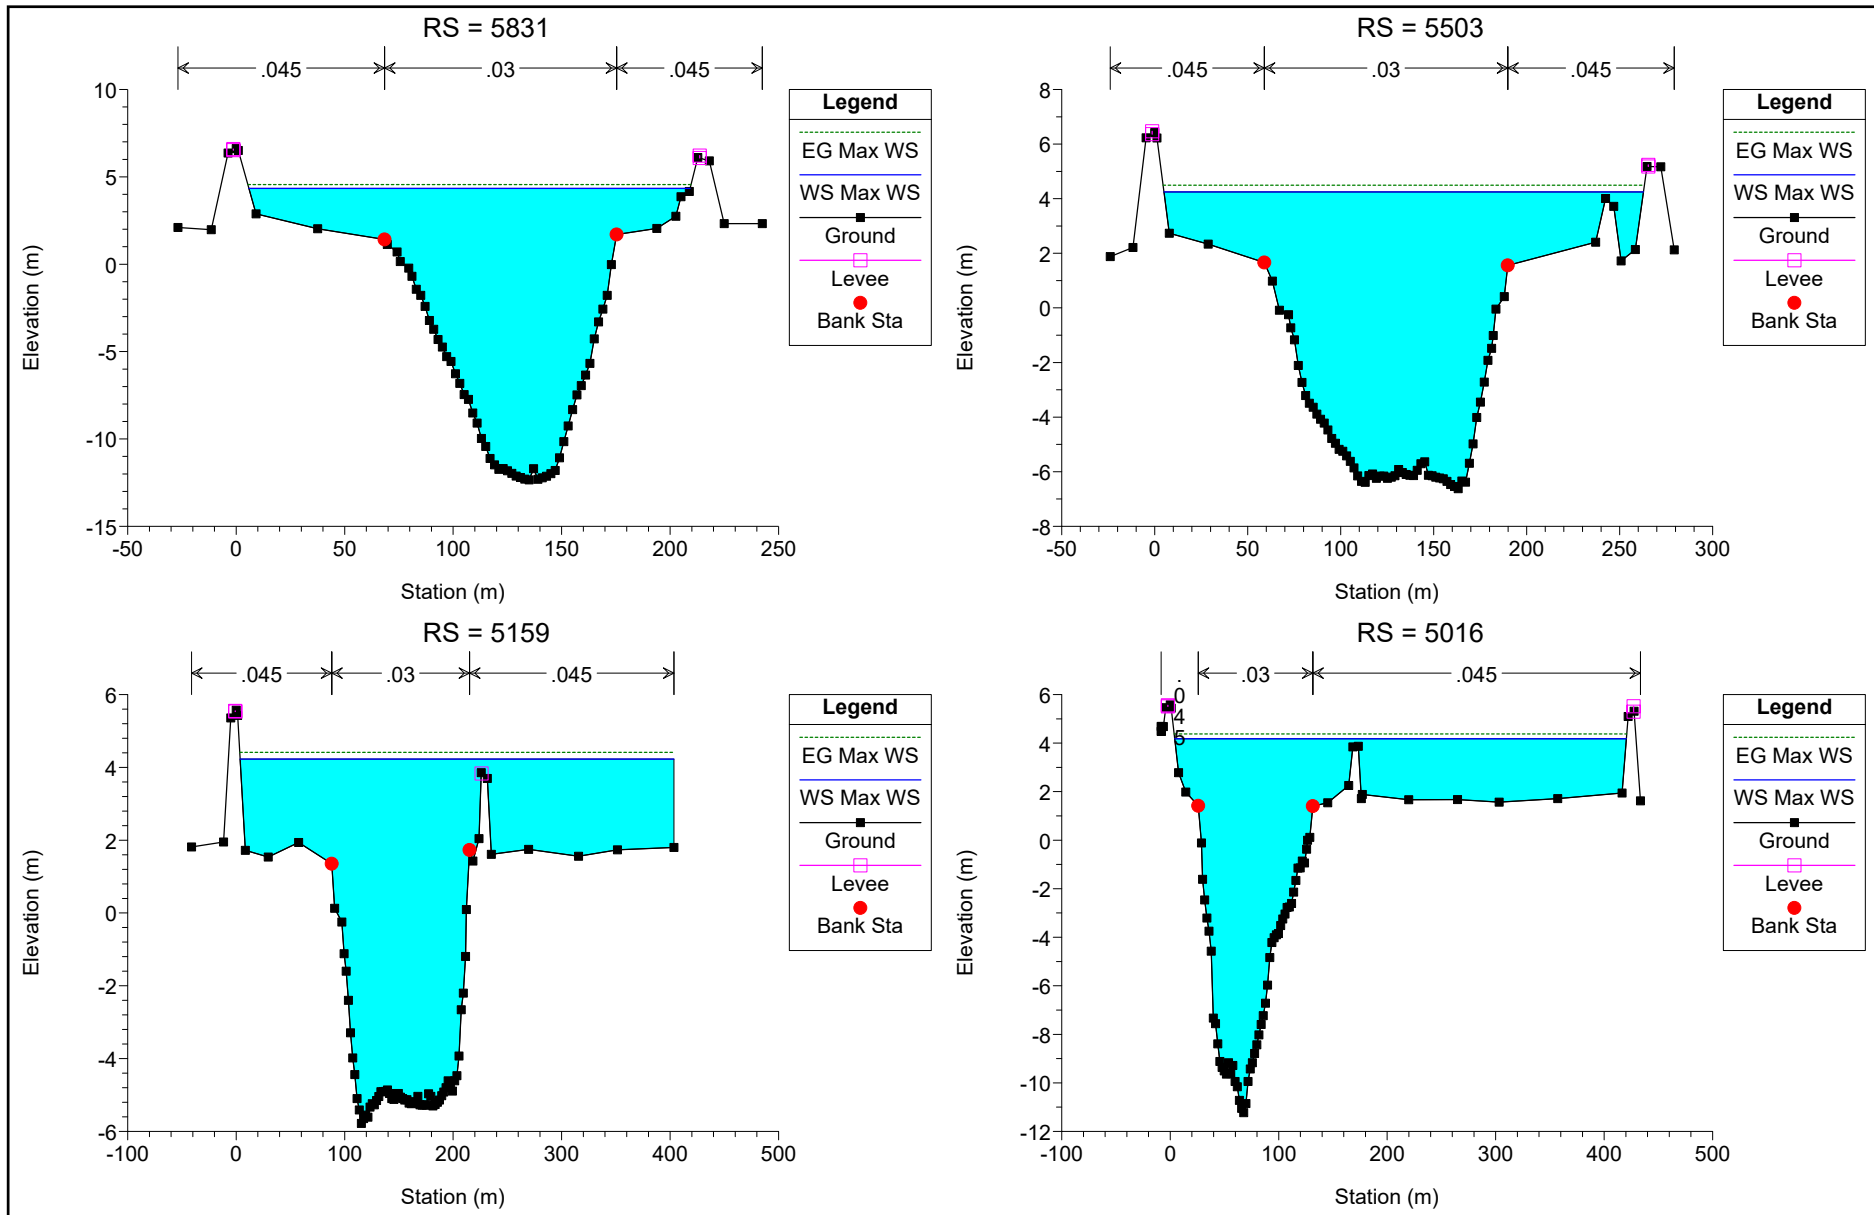 RS = 5831
.045 .03 .045
10
5
0
-5
-10
-15
-50 0 50 100 150 200 250
Elevation (m)
Station (m)
Legend
EG Max WS
WS Max WS
Ground
Levee
Bank Sta
RS = 5503
.045 .03 .045
8
6
4
2
0
-2
-4
-6
-8
-50 0 50 100 150 200 250 300
Elevation (m)
Station (m)
Legend
EG Max WS
WS Max WS
Ground
Levee
Bank Sta
RS = 5159
.045 .03 .045
6
4
2
0
-2
-4
-6
-100 0 100 200 300 400 500
Elevation (m)
Station (m)
Legend
EG Max WS
WS Max WS
Ground
Levee
Bank Sta
RS = 5016
.
0
4
5
.03 .045
6
4
2
0
-2
-4
-6
-8
-10
-12
-100 0 100 200 300 400 500
Elevation (m)
Station (m)
Legend
EG Max WS
WS Max WS
Ground
Levee
Bank Sta